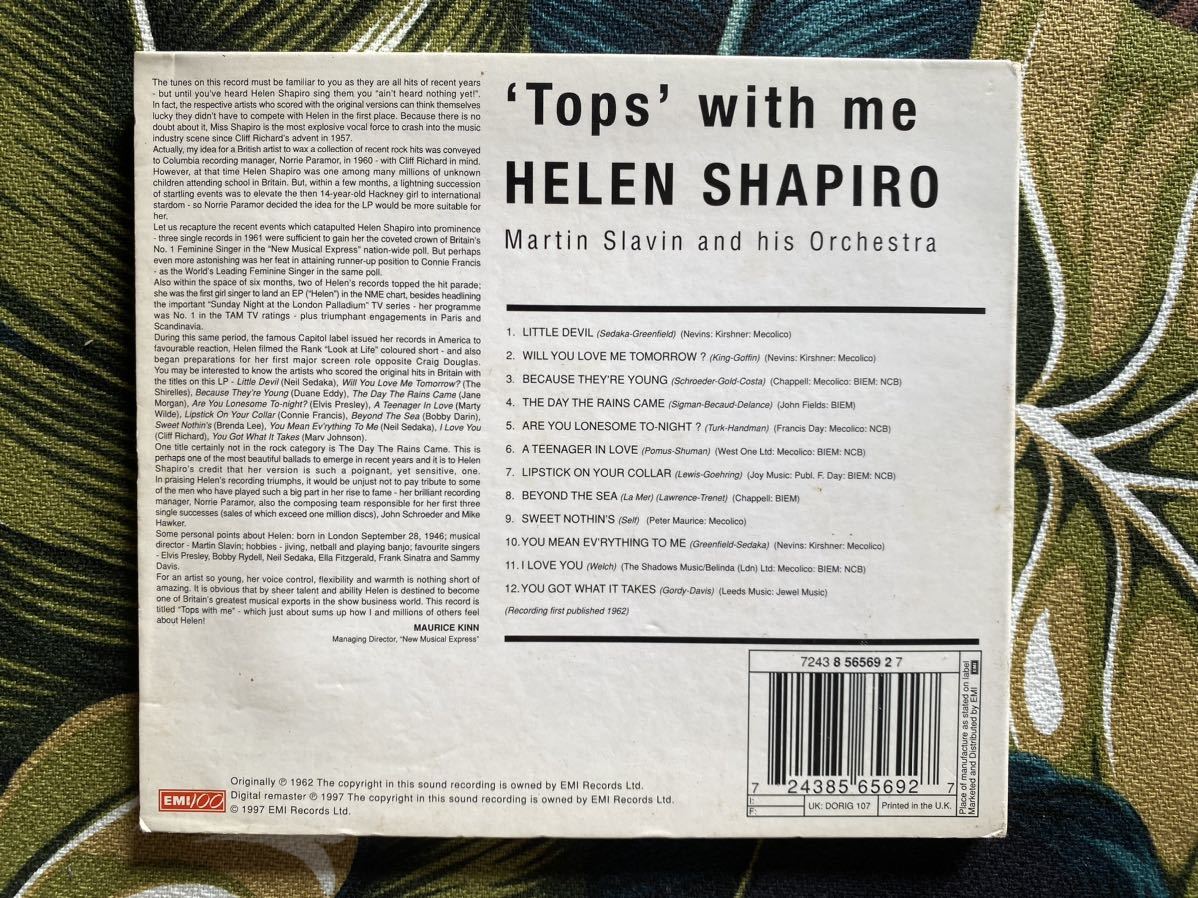 The tunes on this record must be familiar to you as they are all hits of recent years
- but until you've heard Helen Shapiro sing them you "ain't heard nothing yet!".
In fact, the respective artists who scored with the original versions can think themselves
lucky they didn't have to compete with Helen in the first place. Because there is no
doubt about it, Miss Shapiro is the most explosive vocal force to crash into the music
industry scene since Cliff Richard's advent in 1957.
Actually, my idea for a British artist to wax a collection of recent rock hits was conveyed
to Columbia recording manager, Norrie Paramor, in 1960 - with Cliff Richard in mind.
However, at that time Helen Shapiro was one among many millions of unknown
children attending school in Britain. But, within a few months, a lightning succession
of startling events was to elevate the then 14-year-old Hackney girl to international
stardom - so Norrie Paramor decided the idea for the LP would be more suitable for
her.
Let us recapture the recent events which catapulted Helen Shapiro into prominence
- three single records in 1961 were sufficient to gain her the coveted crown of Britain's
No. 1 Feminine Singer in the "New Musical Express" nation-wide poll. But perhaps
even more astonishing was her feat in attaining runner-up position to Connie Francis
- as the World's Leading Feminine Singer in the same poll.
Also within the space of six months, two of Helen's records topped the hit parade;
she was the first girl singer to land an EP ("Helen") in the NME chart, besides headlining
the important "Sunday Night at the London Palladium" TV series - her programme
was No. 1 in the TAM TV ratings - plus triumphant engagements in Paris and
Scandinavia.
During this same period, the famous Capitol label issued her records in America to
favourable reaction, Helen filmed the Rank "Look at Life" coloured short - and also
began preparations for her first major screen role opposite Craig Douglas.
You may be interested to know the artists who scored the original hits in Britain with
the titles on this LP - Little Devil (Neil Sedaka), Will You Love Me Tomorrow? (The
Shirelles), Because They're Young (Duane Eddy), The Day The Rains Came (Jane
Morgan), Are You Lonesome To-night? (Elvis Presley), A Teenager In Love (Marty
Wilde), Lipstick On Your Collar (Connie Francis), Beyond The Sea (Bobby Darin),
Sweet Nothin's (Brenda Lee), You Mean Ev'rything To Me (Neil Sedaka), I Love You
(Cliff Richard), You Got What It Takes (Marv Johnson).
One title certainly not in the rock category is The Day The Rains Came. This is
perhaps one of the most beautiful ballads to emerge in recent years and it is to Helen
Shapiro's credit that her version is such a poignant, yet sensitive, one.
In praising Helen's recording triumphs, it would be unjust not to pay tribute to some
of the men who have played such a big part in her rise to fame - her brilliant recording
manager, Norrie Paramor, also the composing team responsible for her first three
single successes (sales of which exceed one million discs), John Schroeder and Mike
Hawker.
Some personal points about Helen: born in London September 28, 1946; musical
director - Martin Slavin; hobbies - jiving, netball and playing banjo; favourite singers
- Elvis Presley, Bobby Rydell, Neil Sedaka, Ella Fitzgerald, Frank Sinatra and Sammy
Davis.
For an artist so young, her voice control, flexibility and warmth is nothing short of
amazing. It is obvious that by sheer talent and ability Helen is destined to become
one of Britain's greatest musical exports in the show business world. This record is
titled "Tops with me" - which just about sums up how I and millions of others feel
about Helen!
MAURICE KINN
Managing Director, "New Musical Express"
'Tops' with me
HELEN SHAPIRO
Martin Slavin and his Orchestra
1. LITTLE DEVIL (Sedaka-Greenfield) (Nevins: Kirshner: Mecolico)
2. WILL YOU LOVE ME TOMORROW ? (King-Goffin) (Nevins: Kirshner: Mecolico)
3. BECAUSE THEY'RE YOUNG (Schroeder-Gold-Costa) (Chappell: Mecolico: BIEM: NCB)
4. THE DAY THE RAINS CAME (Sigman-Becaud-Delance) (John Fields: BIEM)
5. ARE YOU LONESOME TO-NIGHT ? (Turk-Handman) (Francis Day: Mecolico: NCB)
6. A TEENAGER IN LOVE (Pomus-Shuman) (West One Ltd: Mecolico: BIEM: NCB)
7. LIPSTICK ON YOUR COLLAR (Lewis-Goehring) (Joy Music: Publ. F. Day: BIEM: NCB)
8. BEYOND THE SEA (La Mer) (Lawrence-Trenet) (Chappell: BIEM)
9. SWEET NOTHIN'S (Self) (Peter Maurice: Mecolico)
10. YOU MEAN EV'RYTHING TO ME (Greenfield-Sedaka) (Nevins: Kirshner: Mecolico)
11. I LOVE YOU (Welch) (The Shadows Music/Belinda (Ldn) Ltd: Mecolico: BIEM: NCB)
12. YOU GOT WHAT IT TAKES (Gordy-Davis) (Leeds Music: Jewel Music)
(Recording first published 1962)
7243 8 56569 2 7
7 24385 65692 7
I:
F:
UK: DORIG 107
Printed in the U.K.
Place of manufacture as stated on label
Marketed and Distributed by EMI
EMI
EMI100
Originally ℗ 1962 The copyright in this sound recording is owned by EMI Records Ltd.
Digital remaster ℗ 1997 The copyright in this sound recording is owned by EMI Records Ltd.
© 1997 EMI Records Ltd.